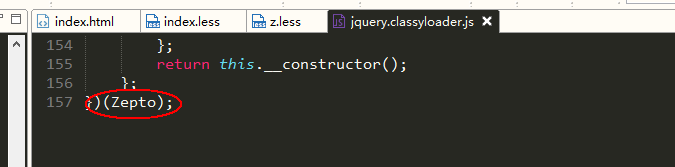 index.html index.less z.less jquery.classyloader.js
154 };
155 return this.__constructor();
156 };
157 })(Zepto);